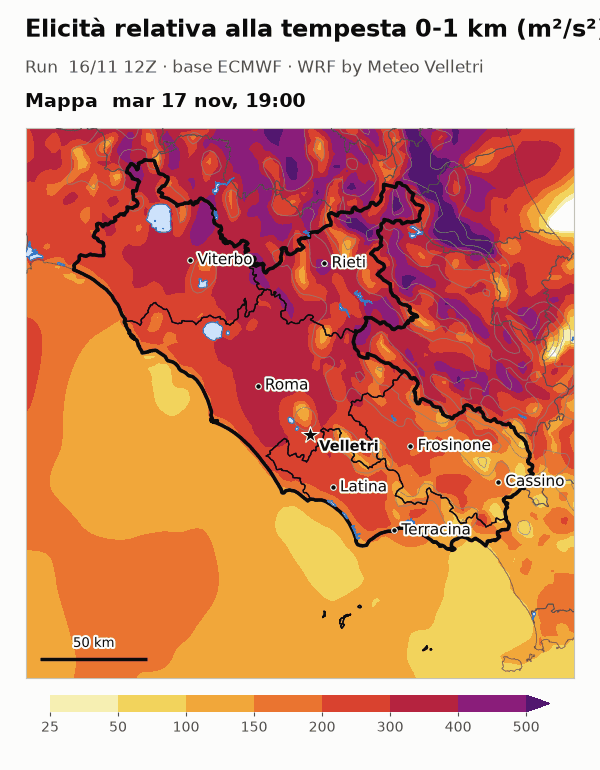 Elicità relativa alla tempesta 0-1 km (m²/s²)
Run 16/11 12Z · base ECMWF · WRF by Meteo Velletri
Mappa mar 17 nov, 19:00
Viterbo
Rieti
Roma
Velletri
Frosinone
Latina
Cassino
Terracina
50 km
25 50 100 150 200 300 400 500